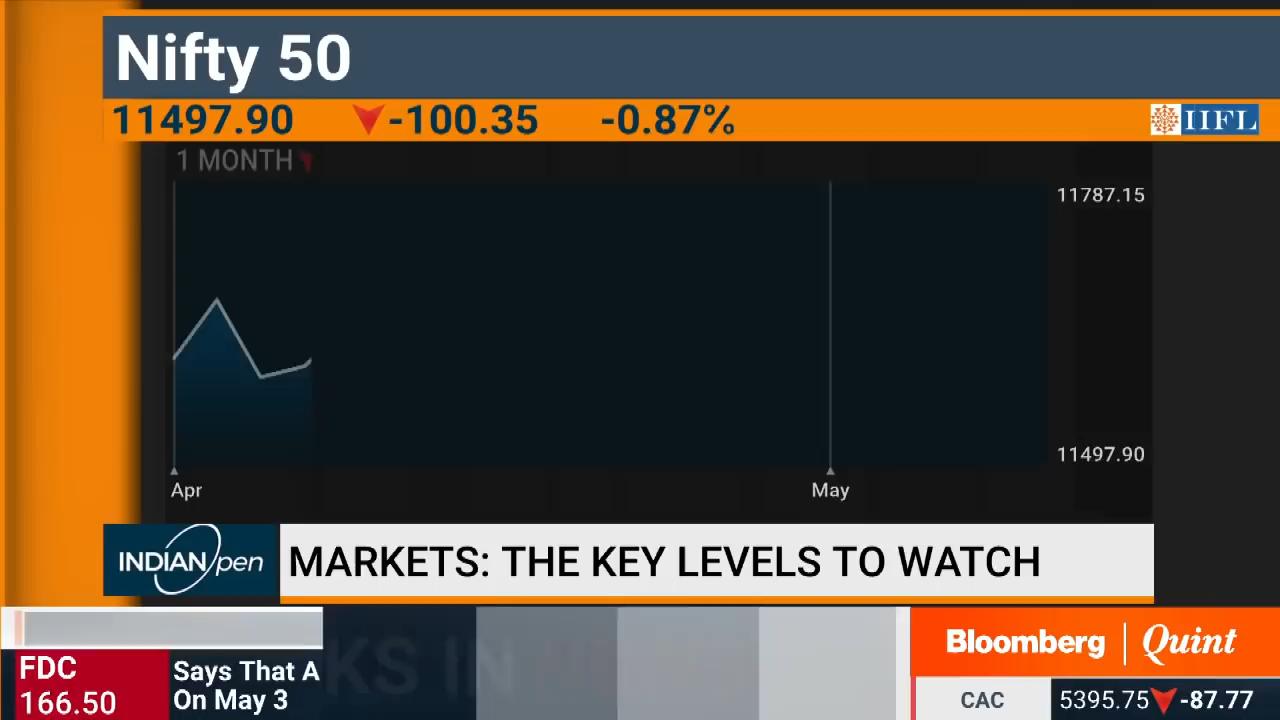 Nifty 50
11497.90 -100.35 -0.87%
IIFL
1 MONTH
11787.15
11497.90
Apr May
INDIAN Open
MARKETS: THE KEY LEVELS TO WATCH
KS IN
FDC
166.50
Says That A
On May 3
Bloomberg | Quint
CAC 5395.75 -87.77